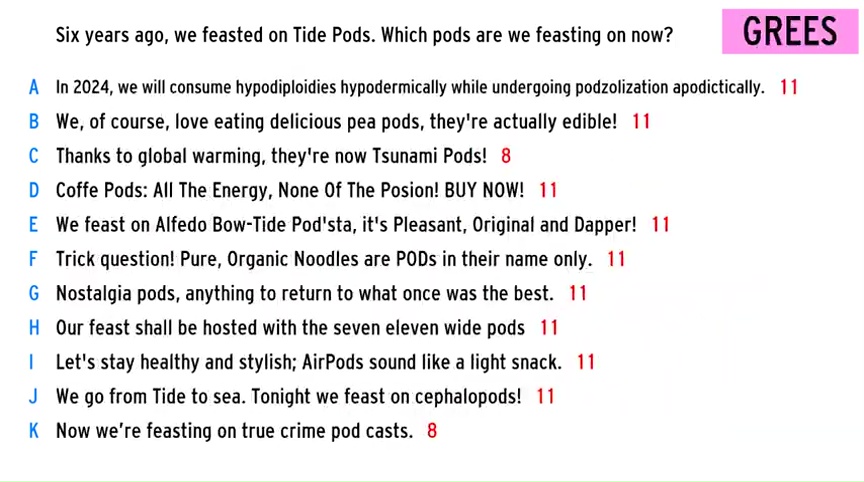 Six years ago, we feasted on Tide Pods. Which pods are we feasting on now?
GREES
A In 2024, we will consume hypodiploidies hypodermically while undergoing podzolization apodictically. 11
B We, of course, love eating delicious pea pods, they're actually edible! 11
C Thanks to global warming, they're now Tsunami Pods! 8
D Coffe Pods: All The Energy, None Of The Posion! BUY NOW! 11
E We feast on Alfedo Bow-Tide Pod'sta, it's Pleasant, Original and Dapper! 11
F Trick question! Pure, Organic Noodles are PODs in their name only. 11
G Nostalgia pods, anything to return to what once was the best. 11
H Our feast shall be hosted with the seven eleven wide pods 11
I Let's stay healthy and stylish; AirPods sound like a light snack. 11
J We go from Tide to sea. Tonight we feast on cephalopods! 11
K Now we're feasting on true crime pod casts. 8